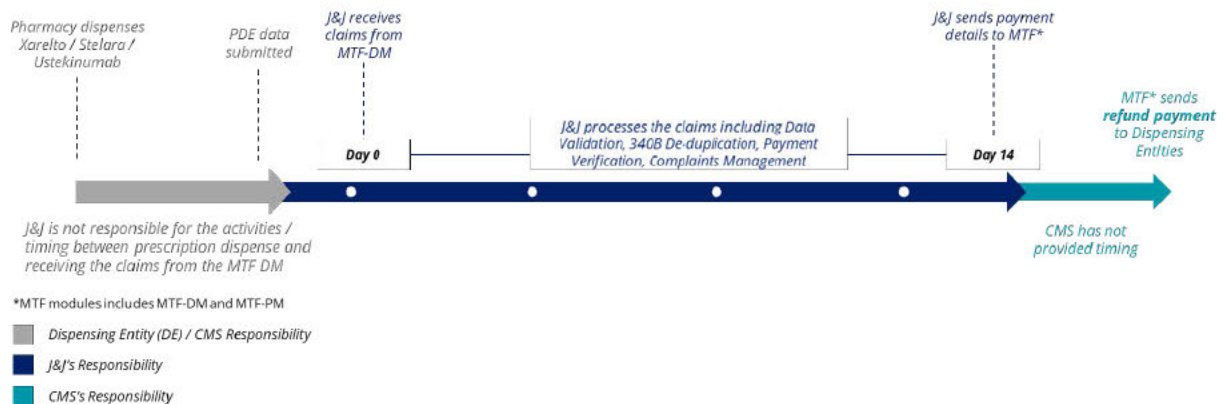 Pharmacy dispenses
Xarelto / Stelara /
Ustekinumab
PDE data
submitted
J&J receives
claims from
MTF-DM
J&J sends payment
details to MTF*
MTF* sends
refund payment
to Dispensing
Entities
Day 0
J&J processes the claims including Data
Validation, 340B De-duplication, Payment
Verification, Complaints Management
Day 14
J&J is not responsible for the activities /
timing between prescription dispense and
receiving the claims from the MTF DM
CMS has not
provided timing
*MTF modules includes MTF-DM and MTF-PM
Dispensing Entity (DE) / CMS Responsibility
J&J's Responsibility
CMS's Responsibility